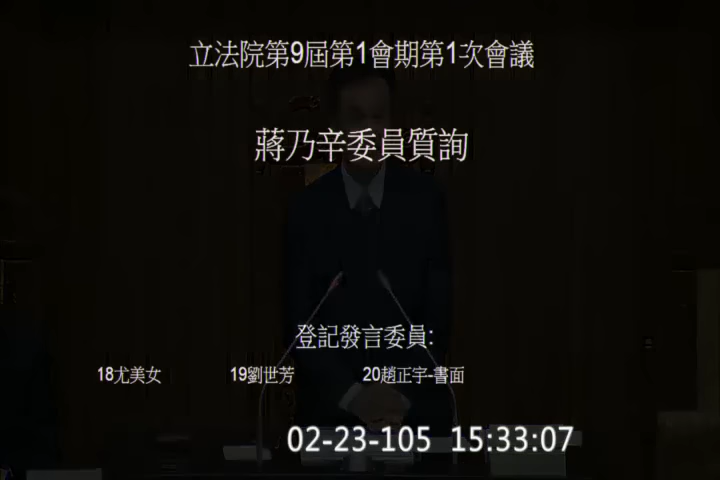 立法院第9屆第1會期第1次會議
蔣乃辛委員質詢
登記發言委員:
18尤美女 19劉世芳 20趙正宇-書面
02-23-105 15:33:07